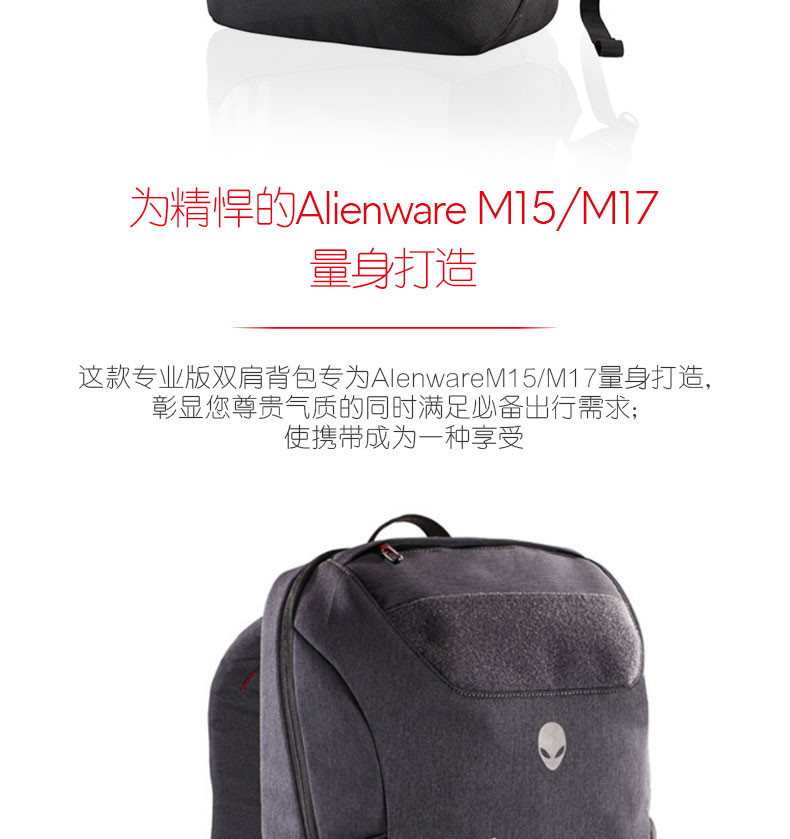 为精悍的Alienware M15/M17
量身打造
这款专业版双肩背包专为AlenwareM15/M17量身打造,
彰显您尊贵气质的同时满足必备出行需求;
使携带成为一种享受